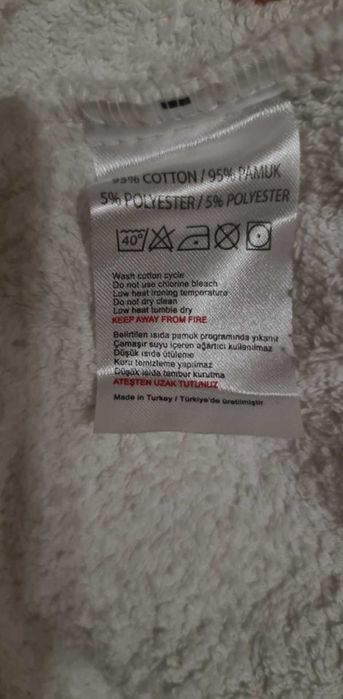 95% COTTON / 95% PAMUK
5% POLYESTER / 5% POLYESTER
40°
Wash cotton cycle
Do not use chlorine bleach
Low heat ironing temperature
Do not dry clean
Low heat tumble dry
KEEP AWAY FROM FIRE
Belirtilen ısıda pamuk programında yıkanır
Çamaşır suyu içeren ağartıcı kullanılmaz
Düşük ısıda ütüleme
Kuru temizleme yapılmaz
Düşük ısıda tambur kurutma
ATEŞTEN UZAK TUTUNUZ
Made in Turkey / Türkiye'de üretilmiştir